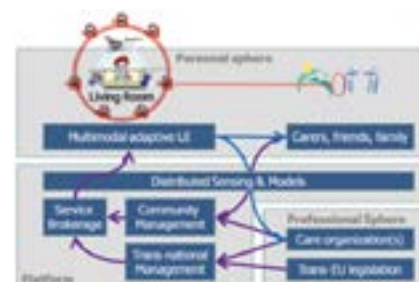 Personal sphere
Living Room
Multimodal adaptive UI
Carers, friends, family
Distributed Sensing & Models
Service
Brokerage
Community
Management
Professional Sphere
Care organization(s)
Trans-national
Management
Trans-EU legislation
Platform